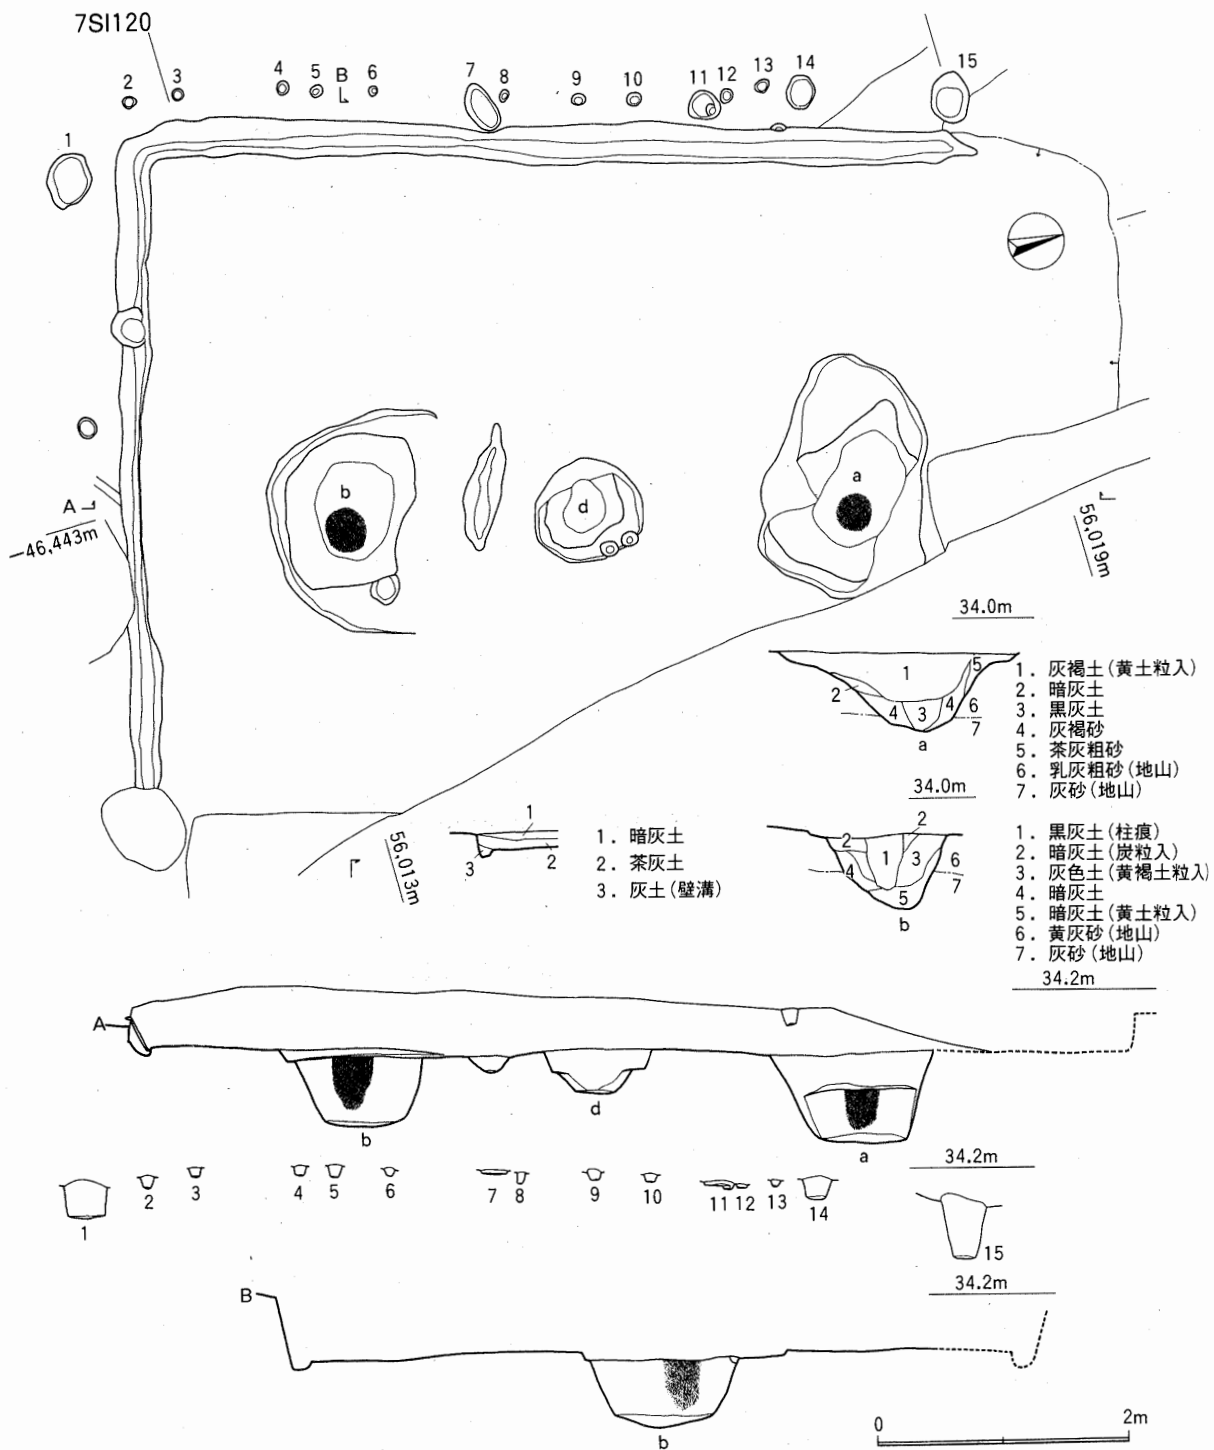 7SI120
1
2
3
4
5
B
6
7
8
9
10
11
12
13
14
15
b
d
a
A
-46,443m
56,019m
34.0m
1
2
5
4
3
4
6
7
a
1. 灰褐土(黄土粒入)
2. 暗灰土
3. 黒灰土
4. 灰褐砂
5. 茶灰粗砂
6. 乳灰粗砂(地山)
7. 灰砂(地山)
34.0m
2
2
1
3
4
5
6
7
b
1. 黒灰土(柱痕)
2. 暗灰土(炭粒入)
3. 灰色土(黄褐土粒入)
4. 暗灰土
5. 暗灰土(黄土粒入)
6. 黄灰砂(地山)
7. 灰砂(地山)
56,013m
1
2
3
1. 暗灰土
2. 茶灰土
3. 灰土(壁溝)
34.2m
A
b
d
a
34.2m
1
2
3
4
5
6
7
8
9
10
11
12
13
14
15
34.2m
B
b
0
2m